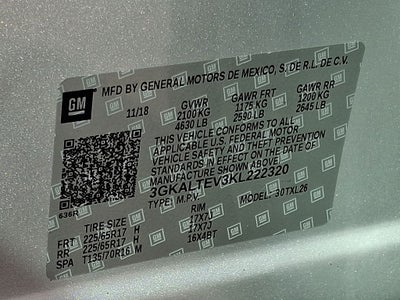 GM
MFD BY GENERAL MOTORS DE MEXICO, S. DE R.L. DE C.V.
11/18 GVWR GAWR FRT GAWR RR
2100 KG 1175 KG 1200 KG
4630 LB 2590 LB 2645 LB
THIS VEHICLE CONFORMS TO ALL
APPLICABLE U.S. FEDERAL MOTOR
VEHICLE SAFETY AND THEFT PREVENTION
STANDARDS IN EFFECT ON THE DATE OF
MANUFACTURE SHOWN ABOVE
3GKALTEV3KL222320
TYPE: M.P.V. MODEL: 30TXL26
636R
TIRE SIZE RIM
FRT 225/65R17 H 17X7J
RR 225/65R17 H 17X7J
SPA T135/70R16 M 16X4BT